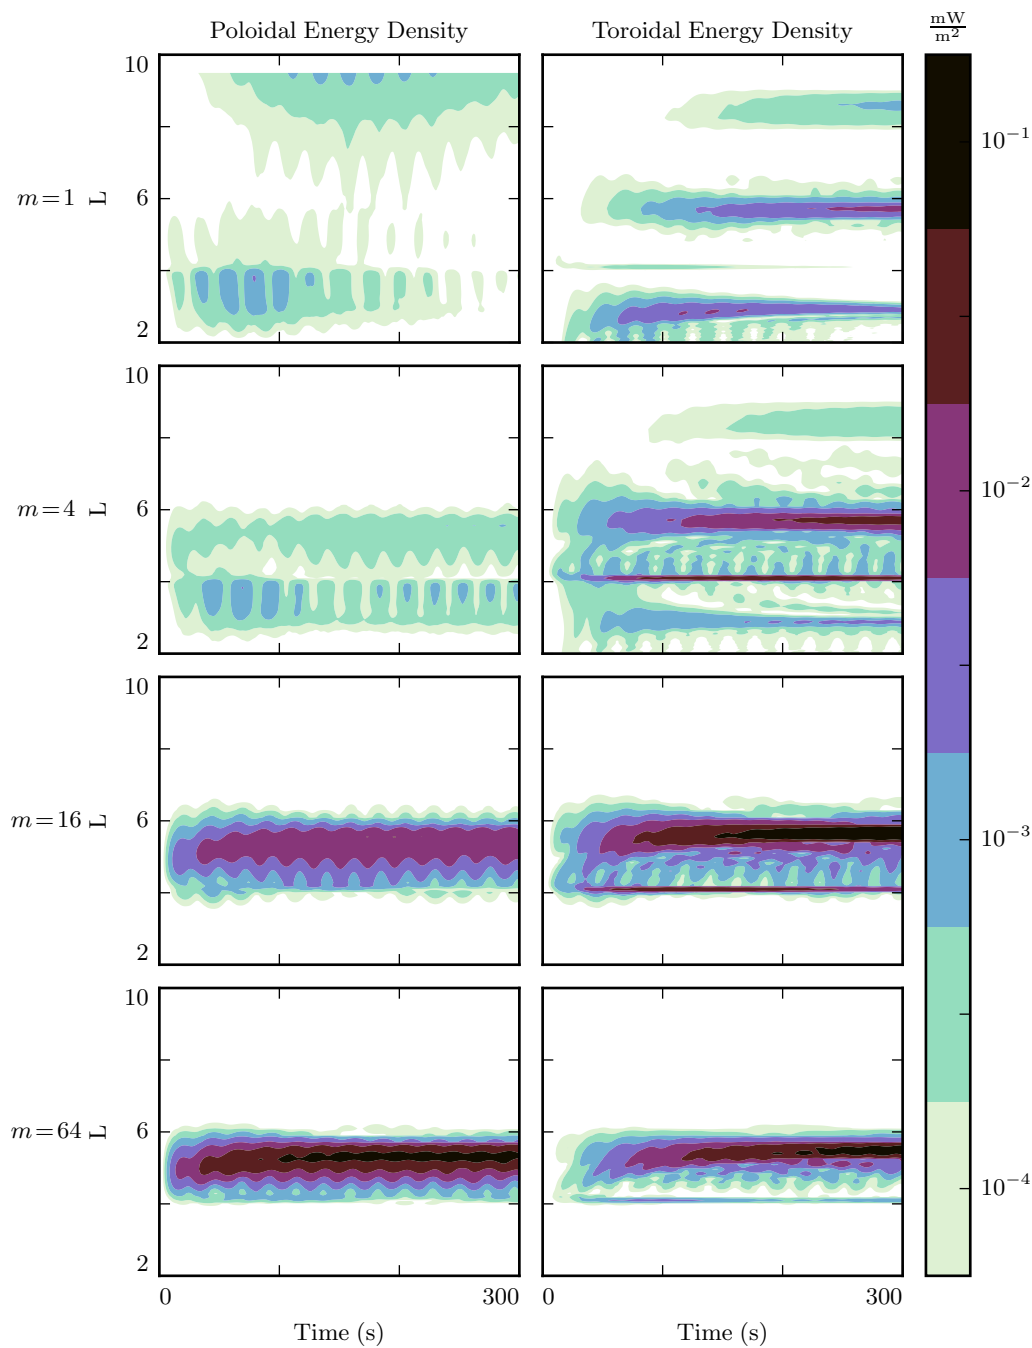 Poloidal Energy Density
Toroidal Energy Density
mW
m²
10
6
2
m=1
L
10
6
2
m=4
L
10
6
2
m=16
L
10
6
2
m=64
L
0
300
0
300
Time (s)
Time (s)
10⁻¹
10⁻²
10⁻³
10⁻⁴